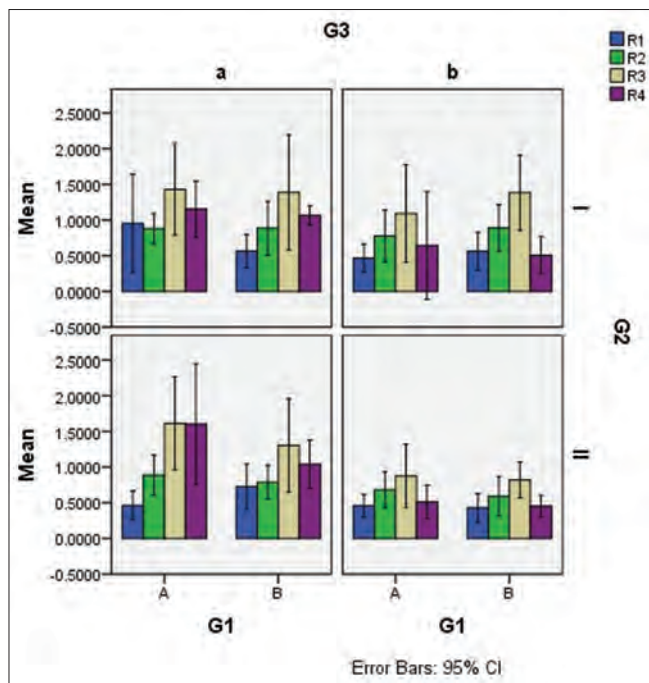 G3
a
b
R1
R2
R3
R4
Mean
2.5000
2.0000
1.5000
1.0000
0.5000
0.0000
-0.5000
I
G2
Mean
2.5000
2.0000
1.5000
1.0000
0.5000
0.0000
-0.5000
II
A
B
A
B
G1
G1
Error Bars: 95% CI